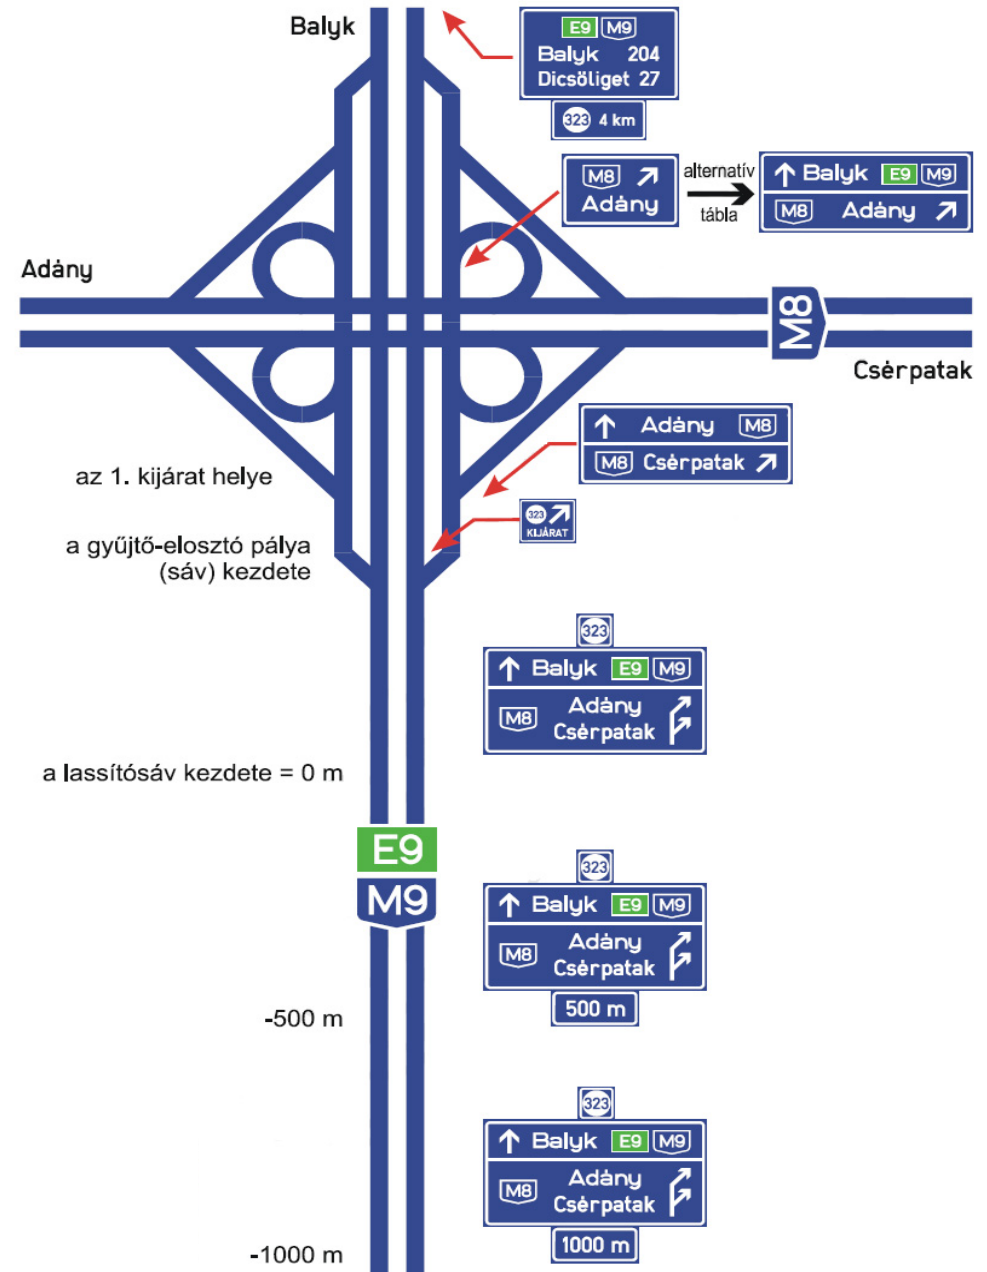 Balyk
E9 M9
Balyk 204
Dicsőliget 27
323 4 km
M8
Adány
alternatív
tábla
Balyk E9 M9
M8 Adány
Adány
M8
Csérpatak
Adány M8
M8 Csérpatak
az 1. kijárat helye
323
KIJÁRAT
a gyűjtő-elosztó pálya
(sáv) kezdete
323
Balyk E9 M9
M8 Adány
Csérpatak
a lassítósáv kezdete = 0 m
E9
M9
323
Balyk E9 M9
M8 Adány
Csérpatak
500 m
-500 m
323
Balyk E9 M9
M8 Adány
Csérpatak
1000 m
-1000 m